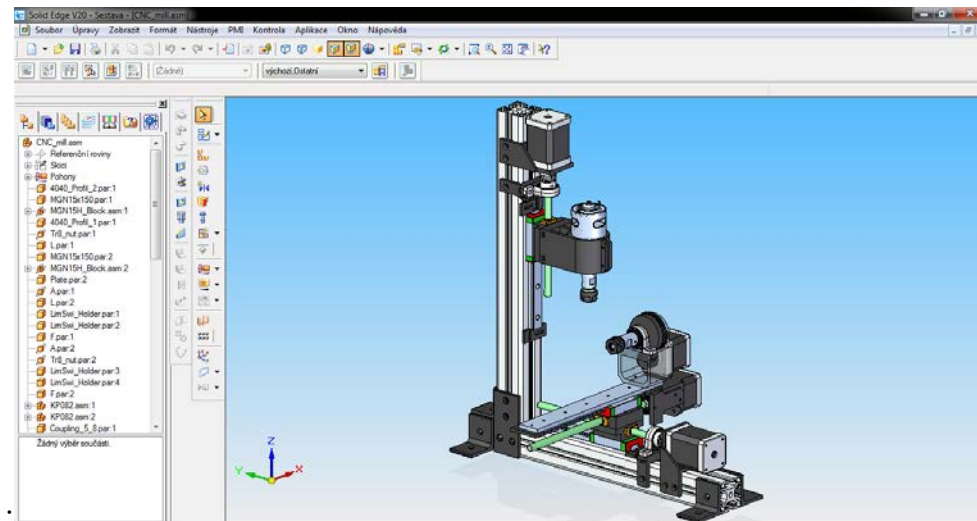 Solid Edge V20 - Sestava - [CNC_mill.asm]
Soubor Úpravy Zobrazit Formát Nástroje PMI Kontrola Aplikace Okno Nápověda
(Žádné) výchozí,Ostatní
CNC_mill.asm
Referenční roviny
Skici
Pohony
4040_Profil_2.par:1
MGN15x150.par:1
MGN15H_Block.asm:1
4040_Profil_1.par:1
Tr8_nut.par:1
L.par:1
MGN15x150.par:2
MGN15H_Block.asm:2
Plate.par:2
A.par:1
L.par:2
LimSwi_Holder.par:1
LimSwi_Holder.par:2
F.par:1
A.par:2
Tr8_nut.par:2
LimSwi_Holder.par:3
LimSwi_Holder.par:4
F.par:2
KP082.asm:1
KP082.asm:2
Coupling_5_8.par:1
Žádný výběr součásti.
Z
Y X